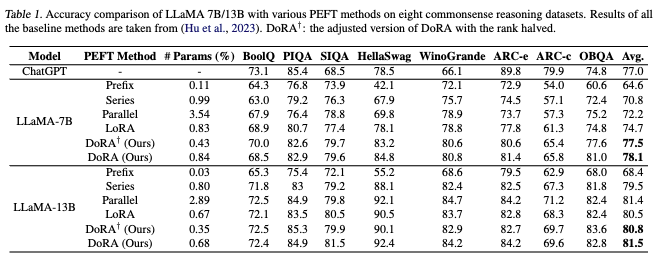 Table 1. Accuracy comparison of LLaMA 7B/13B with various PEFT methods on eight commonsense reasoning datasets. Results of all
the baseline methods are taken from (Hu et al., 2023). DoRA†: the adjusted version of DoRA with the rank halved.
Model PEFT Method # Params (%) BoolQ PIQA SIQA HellaSwag WinoGrande ARC-e ARC-c OBQA Avg.
ChatGPT - - 73.1 85.4 68.5 78.5 66.1 89.8 79.9 74.8 77.0
Prefix 0.11 64.3 76.8 73.9 42.1 72.1 72.9 54.0 60.6 64.6
Series 0.99 63.0 79.2 76.3 67.9 75.7 74.5 57.1 72.4 70.8
Parallel 3.54 67.9 76.4 78.8 69.8 78.9 73.7 57.3 75.2 72.2
LLaMA-7B
LoRA 0.83 68.9 80.7 77.4 78.1 78.8 77.8 61.3 74.8 74.7
DoRA† (Ours) 0.43 70.0 82.6 79.7 83.2 80.6 80.6 65.4 77.6 77.5
DoRA (Ours) 0.84 68.5 82.9 79.6 84.8 80.8 81.4 65.8 81.0 78.1
Prefix 0.03 65.3 75.4 72.1 55.2 68.6 79.5 62.9 68.0 68.4
Series 0.80 71.8 83 79.2 88.1 82.4 82.5 67.3 81.8 79.5
Parallel 2.89 72.5 84.9 79.8 92.1 84.7 84.2 71.2 82.4 81.4
LLaMA-13B
LoRA 0.67 72.1 83.5 80.5 90.5 83.7 82.8 68.3 82.4 80.5
DoRA† (Ours) 0.35 72.5 85.3 79.9 90.1 82.9 82.7 69.7 83.6 80.8
DoRA (Ours) 0.68 72.4 84.9 81.5 92.4 84.2 84.2 69.6 82.8 81.5